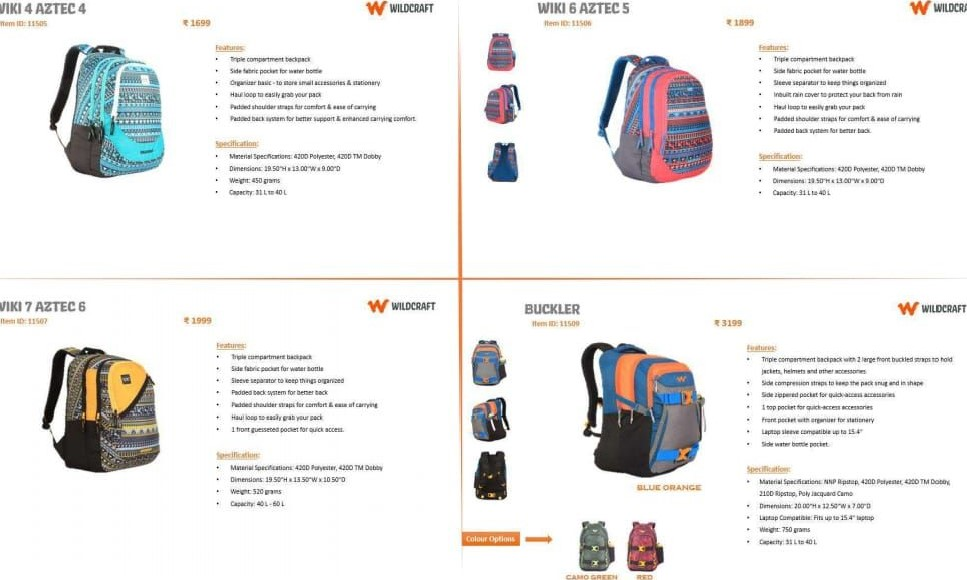 WIKI 4 AZTEC 4
WILDCRAFT
Item ID: 11505
₹ 1699
Features:
• Triple compartment backpack
• Side fabric pocket for water bottle
• Organizer basic - to store small accessories & stationery
• Haul loop to easily grab your pack
• Padded shoulder straps for comfort & ease of carrying
• Padded back system for better support & enhanced carrying comfort.
Specification:
• Material Specifications: 420D Polyester, 420D TM Dobby
• Dimensions: 19.50"H x 13.00"W x 9.00"D
• Weight: 450 grams
• Capacity: 31 L to 40 L
WIKI 6 AZTEC 5
WILDCRA
Item ID: 11506
₹ 1899
Features:
• Triple compartment backpack
• Side fabric pocket for water bottle
• Sleeve separator to keep things organized
• Inbuilt rain cover to protect your back from rain
• Haul loop to easily grab your pack
• Padded shoulder straps for comfort & ease of carrying
• Padded back system for better back
Specification:
• Material Specifications: 420D Polyester, 420D TM Dobby
• Dimensions: 19.50"H x 13.00"W x 9.00"D
• Capacity: 31 L to 40 L
WIKI 7 AZTEC 6
WILDCRAFT
Item ID: 11507
₹ 1999
Features:
• Triple compartment backpack
• Side fabric pocket for water bottle
• Sleeve separator to keep things organized
• Padded back system for better back
• Padded shoulder straps for comfort & ease of carrying
• Haul loop to easily grab your pack
• 1 front guesseted pocket for quick access.
Specification:
• Material Specifications: 420D Polyester, 420D TM Dobby
• Dimensions: 19.50"H x 13.50"W x 10.50"D
• Weight: 520 grams
• Capacity: 40 L - 60 L
BUCKLER
WILDCRAFT
Item ID: 11509
₹ 3199
Features:
• Triple compartment backpack with 2 large front buckled straps to hold
jackets, helmets and other accessories
• Side compression straps to keep the pack snug and in shape
• Side zippered pocket for quick-access accessories
• 1 top pocket for quick-access accessories
• Front pocket with organizer for stationery
• Laptop sleeve compatible up to 15.4"
• Side water bottle pocket.
Specification:
• Material Specifications: NNP Ripstop, 420D Polyester, 420D TM Dobby,
210D Ripstop, Poly Jacquard Camo
• Dimensions: 20.00"H x 12.50"W x 7.00"D
• Laptop Compatible: Fits up to 15.4" laptop
• Weight: 750 grams
• Capacity: 31 L to 40 L
BLUE ORANGE
Colour Options
CAMO GREEN
RED